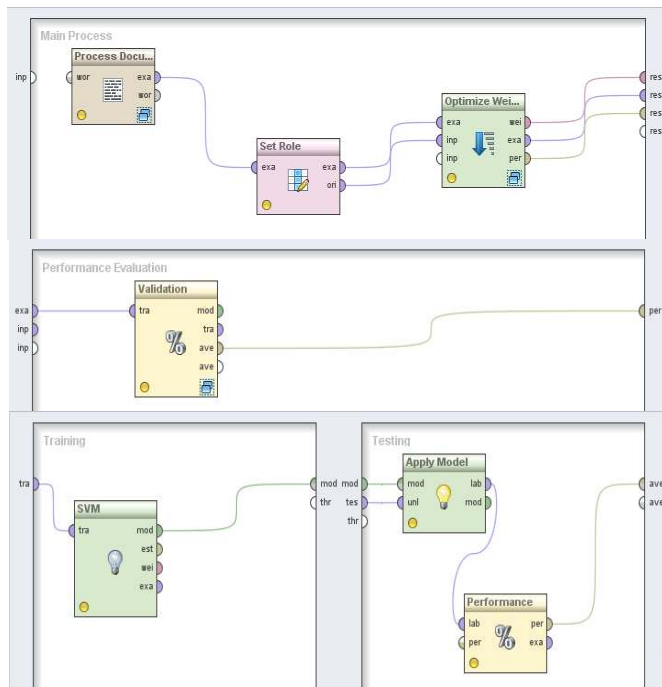 Main Process
Process Docu...
inp wor exa res
wor res
Optimize Wei...
exa wei res
inp exa res
inp per
Set Role
exa exa
ori
Performance Evaluation
Validation
exa tra mod per
inp tra
inp ave
ave
Training Testing
Apply Model
tra mod mod mod lab ave
thr tes unl mod ave
thr
SVM
tra mod
est
wei
exa
Performance
lab per
per exa
%
%